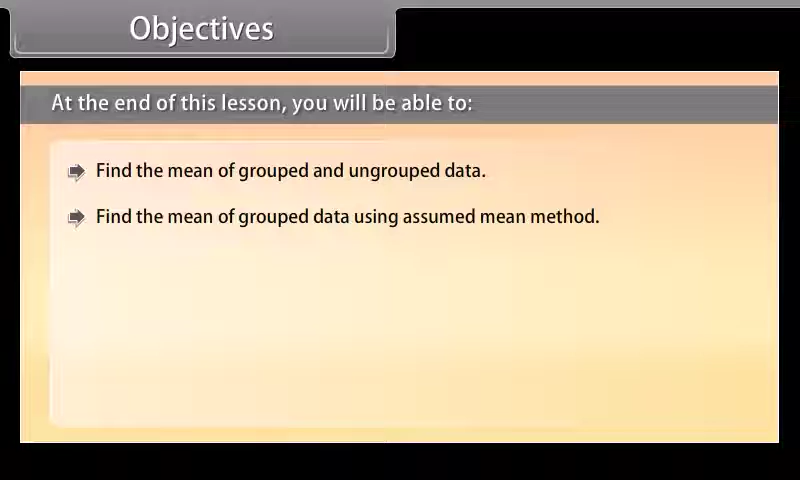 Objectives
At the end of this lesson, you will be able to:
Find the mean of grouped and ungrouped data.
Find the mean of grouped data using assumed mean method.